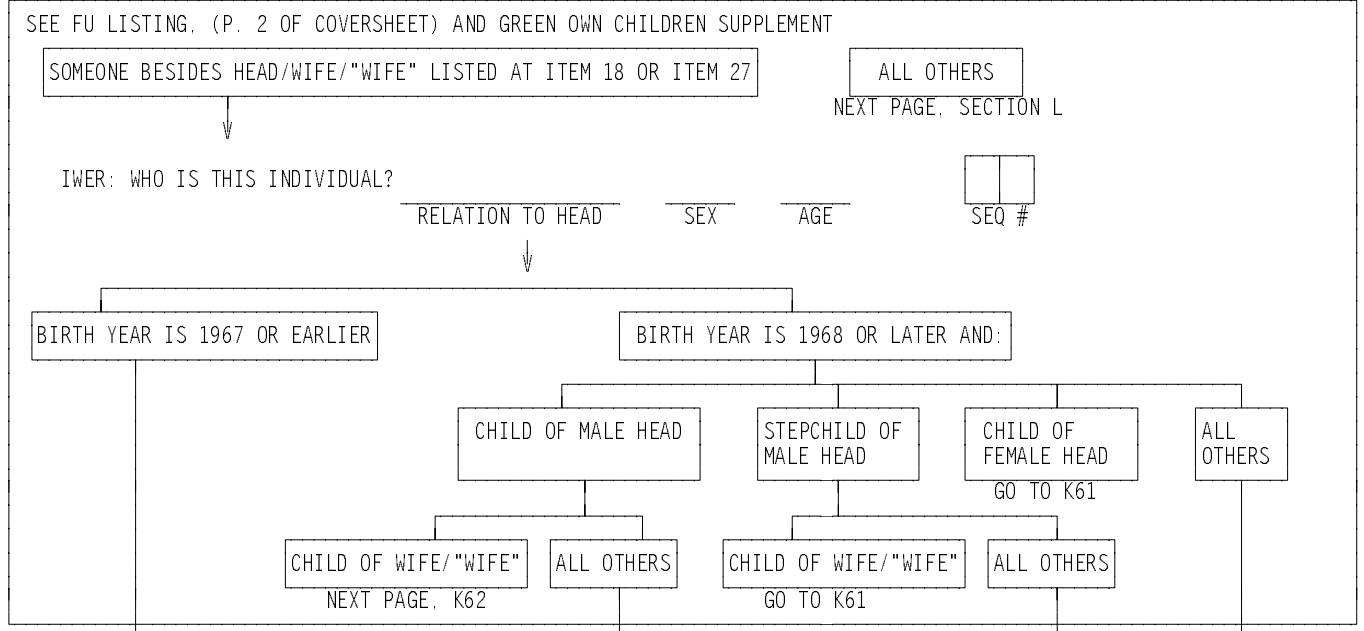 SEE FU LISTING, (P. 2 OF COVERSHEET) AND GREEN OWN CHILDREN SUPPLEMENT
SOMEONE BESIDES HEAD/WIFE/"WIFE" LISTED AT ITEM 18 OR ITEM 27
ALL OTHERS
NEXT PAGE, SECTION L
IWER: WHO IS THIS INDIVIDUAL?
RELATION TO HEAD
SEX
AGE
SEQ #
BIRTH YEAR IS 1967 OR EARLIER
BIRTH YEAR IS 1968 OR LATER AND:
CHILD OF MALE HEAD
STEPCHILD OF
MALE HEAD
CHILD OF
FEMALE HEAD
GO TO K61
ALL
OTHERS
CHILD OF WIFE/"WIFE"
NEXT PAGE, K62
ALL OTHERS
CHILD OF WIFE/"WIFE"
GO TO K61
ALL OTHERS